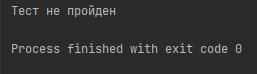 Тест не пройден
Process finished with exit code 0